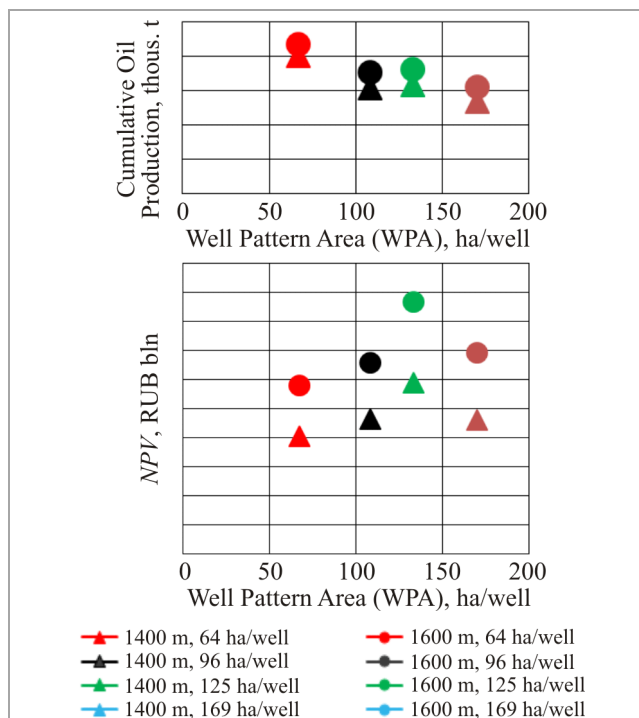 Cumulative Oil
Production, thous. t
0 50 100 150 200
Well Pattern Area (WPA), ha/well
NPV, RUB bln
0 50 100 150 200
Well Pattern Area (WPA), ha/well
1400 m, 64 ha/well 1600 m, 64 ha/well
1400 m, 96 ha/well 1600 m, 96 ha/well
1400 m, 125 ha/well 1600 m, 125 ha/well
1400 m, 169 ha/well 1600 m, 169 ha/well